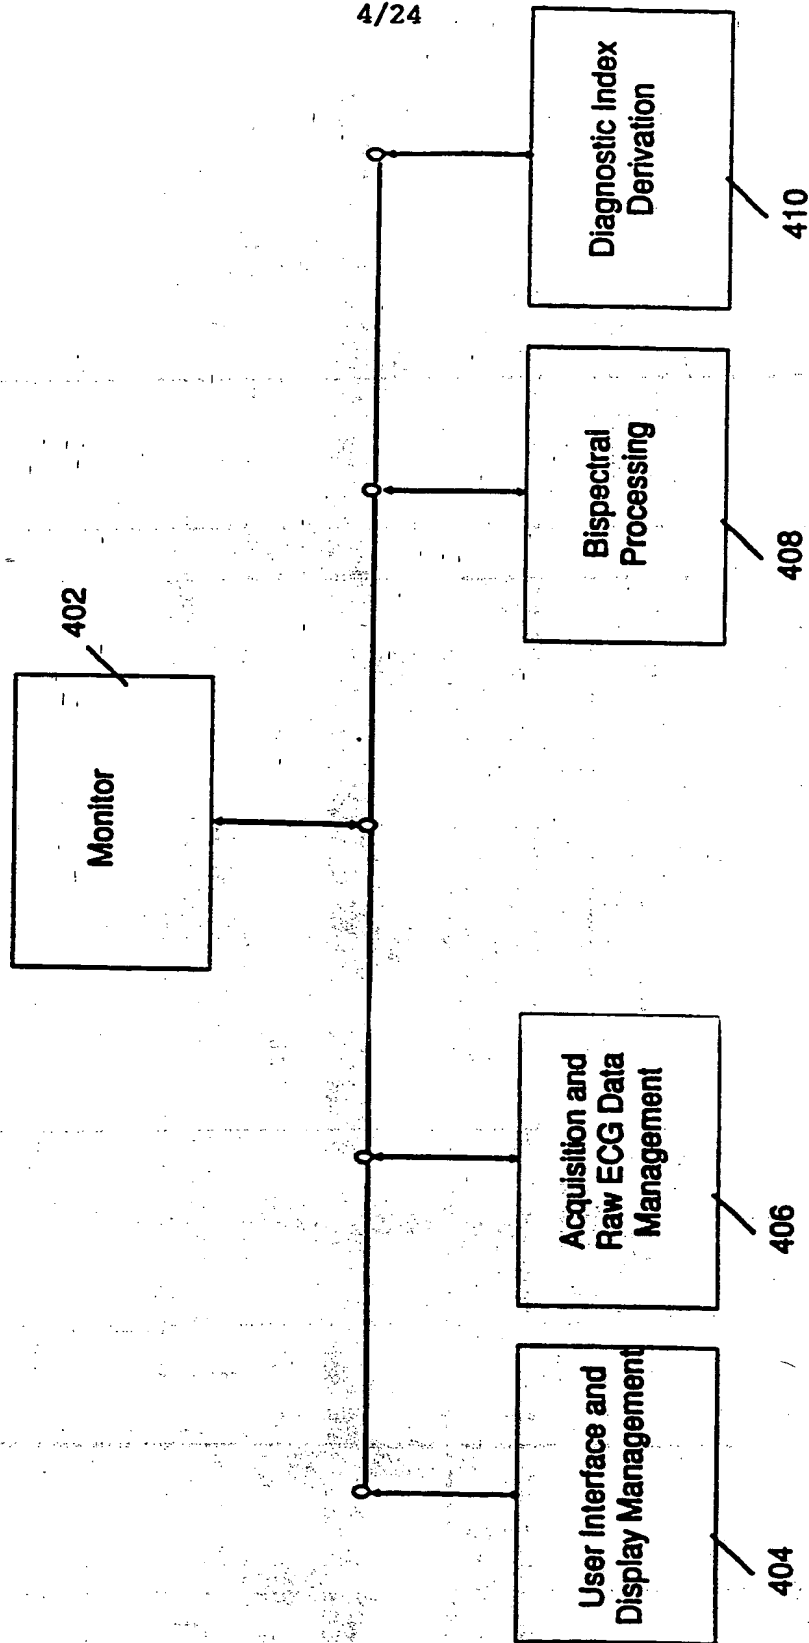 4/24
Monitor
402
User Interface and
Display Management
404
Acquisition and
Raw ECG Data
Management
406
Bispectral
Processing
408
Diagnostic Index
Derivation
410